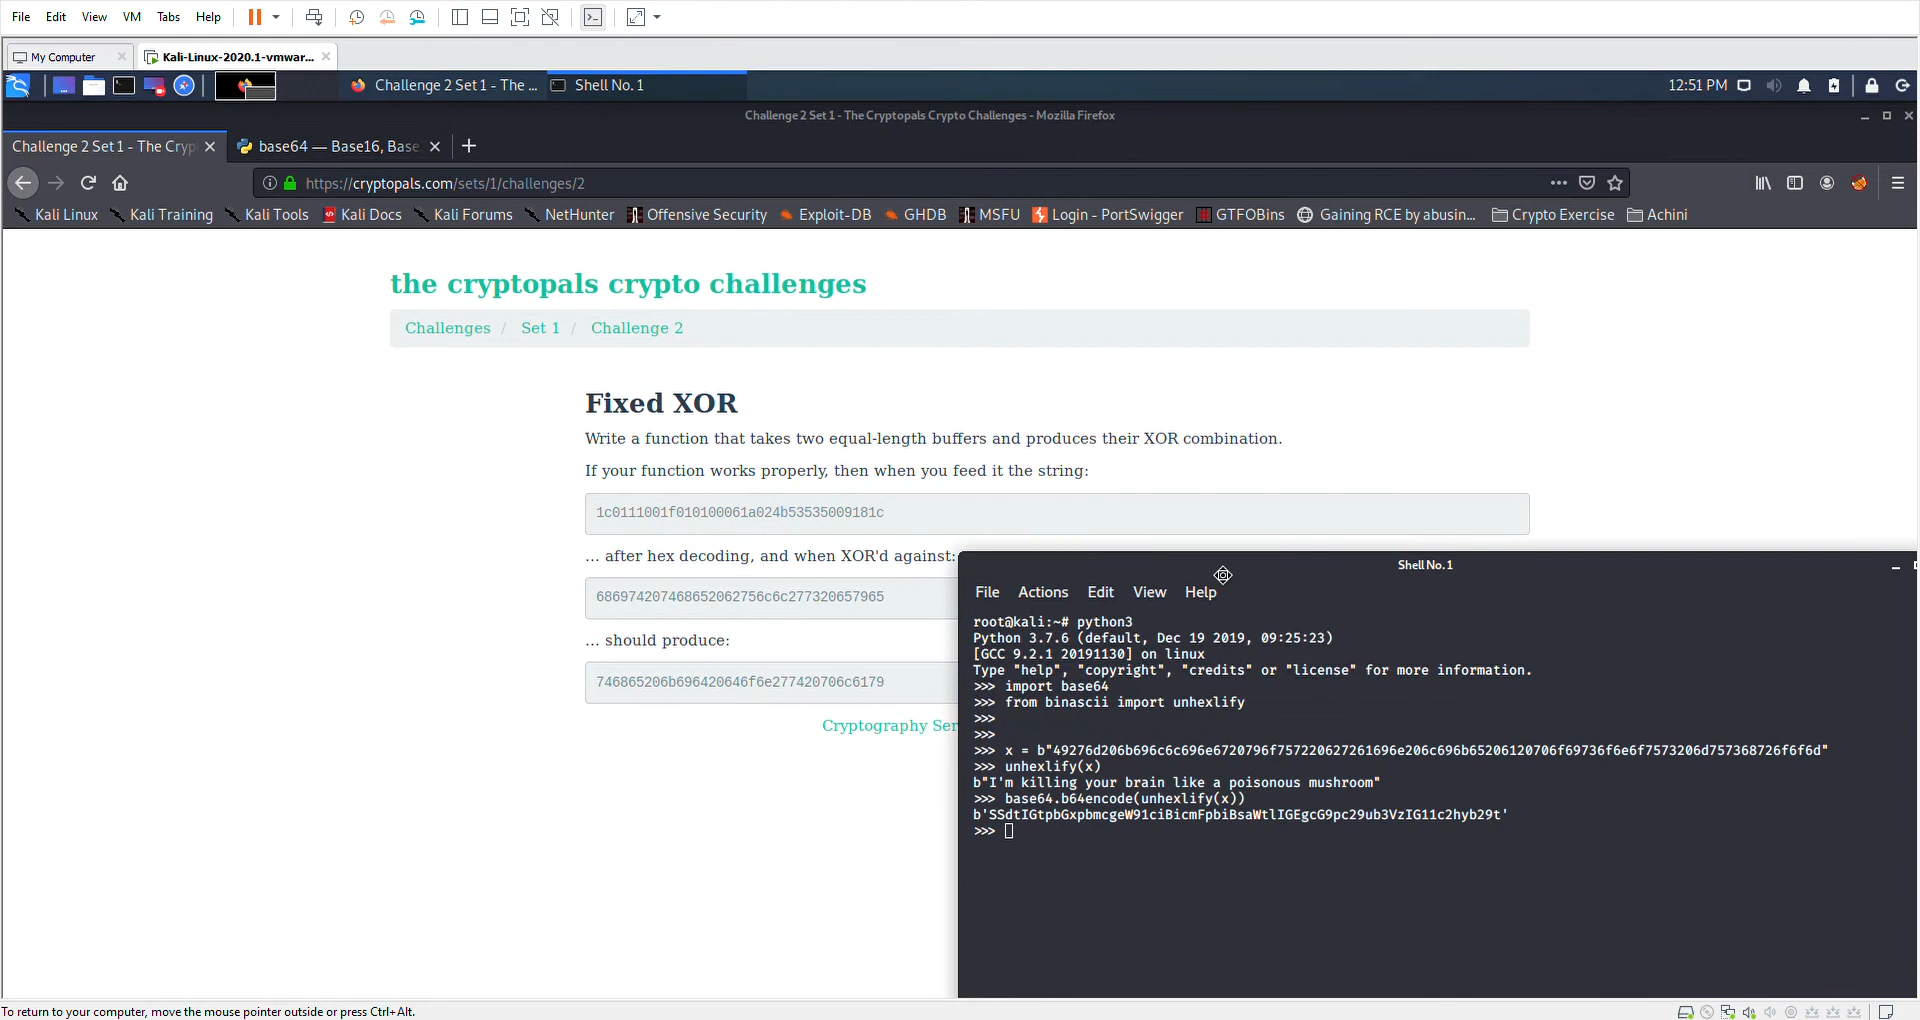 File Edit View VM Tabs Help
My Computer Kali-Linux-2020.1-vmwar...
Challenge 2 Set 1 - The ... Shell No. 1 12:51 PM
Challenge 2 Set 1 - The Cryptopals Crypto Challenges - Mozilla Firefox
Challenge 2 Set 1 - The Cryp base64 — Base16, Base
https://cryptopals.com/sets/1/challenges/2
Kali Linux Kali Training Kali Tools Kali Docs Kali Forums NetHunter Offensive Security Exploit-DB GHDB MSFU Login - PortSwigger GTFOBins Gaining RCE by abusin... Crypto Exercise Achini
the cryptopals crypto challenges
Challenges / Set 1 / Challenge 2
Fixed XOR
Write a function that takes two equal-length buffers and produces their XOR combination.
If your function works properly, then when you feed it the string:
1c0111001f010100061a024b53535009181c
... after hex decoding, and when XOR'd against:
686974207468652062756c6c277320657965
... should produce:
746865206b696420646f6e277420706c6179
Cryptography Ser
Shell No. 1
File Actions Edit View Help
root@kali:~# python3
Python 3.7.6 (default, Dec 19 2019, 09:25:23)
[GCC 9.2.1 20191130] on linux
Type "help", "copyright", "credits" or "license" for more information.
>>> import base64
>>> from binascii import unhexlify
>>>
>>>
>>> x = b"49276d206b696c6c696e6720796f757220627261696e206c696b65206120706f69736f6e6f7573206d757368726f6f6d"
>>> unhexlify(x)
b"I'm killing your brain like a poisonous mushroom"
>>> base64.b64encode(unhexlify(x))
b'SSdtIGtpbGxpbmcgeW91ciBicmFpbiBsaWtlIGEgcG9pc29ub3VzIG11c2hyb29t'
>>>
To return to your computer, move the mouse pointer outside or press Ctrl+Alt.